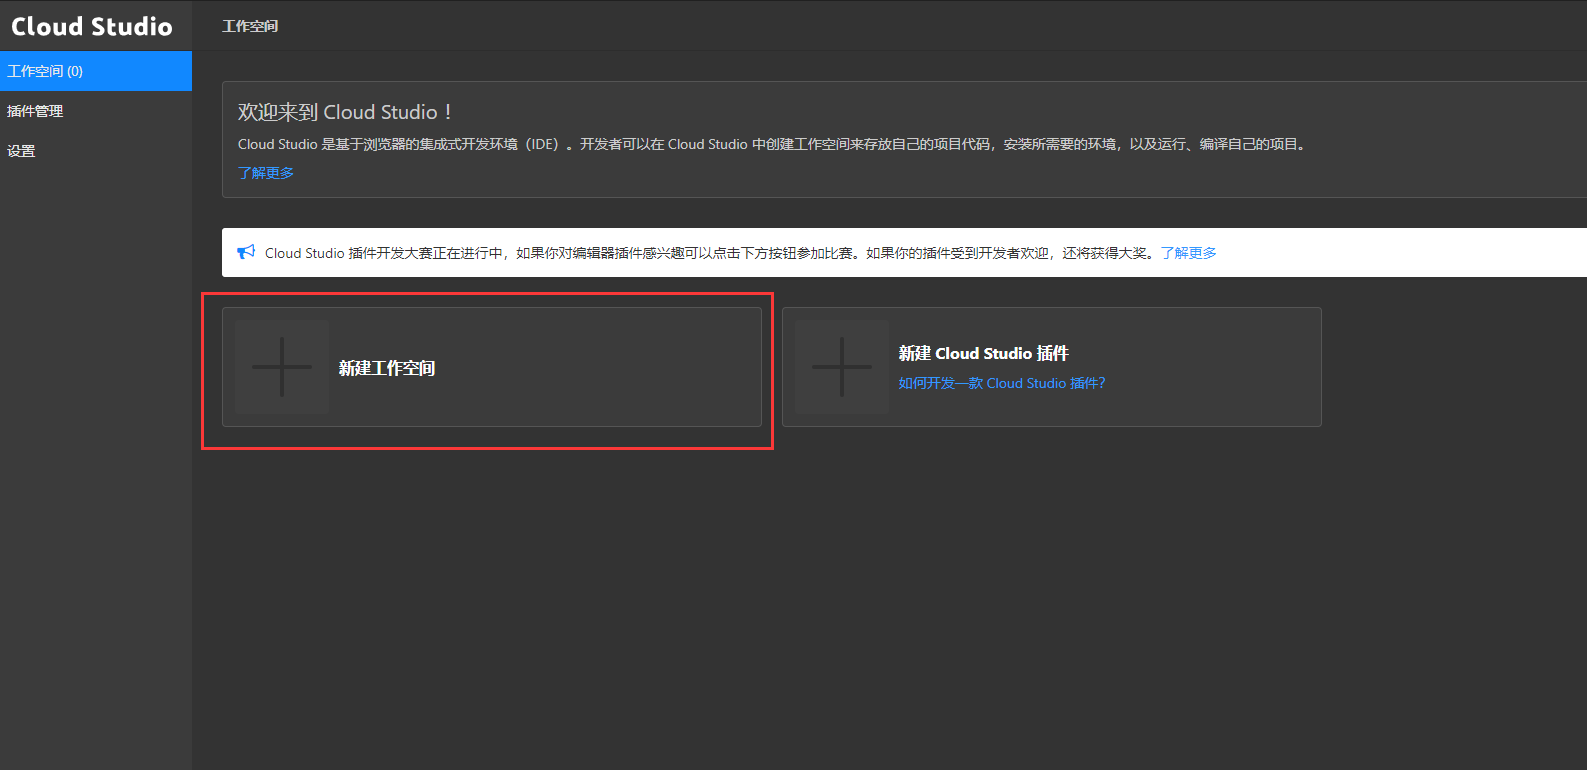 Cloud Studio
工作空间 (0)
插件管理
设置
工作空间
欢迎来到 Cloud Studio！
Cloud Studio 是基于浏览器的集成式开发环境（IDE）。开发者可以在 Cloud Studio 中创建工作空间来存放自己的项目代码，安装所需要的环境，以及运行、编译自己的项目。
了解更多
Cloud Studio 插件开发大赛正在进行中，如果你对编辑器插件感兴趣可以点击下方按钮参加比赛。如果你的插件受到开发者欢迎，还将获得大奖。了解更多
新建工作空间
新建 Cloud Studio 插件
如何开发一款 Cloud Studio 插件?